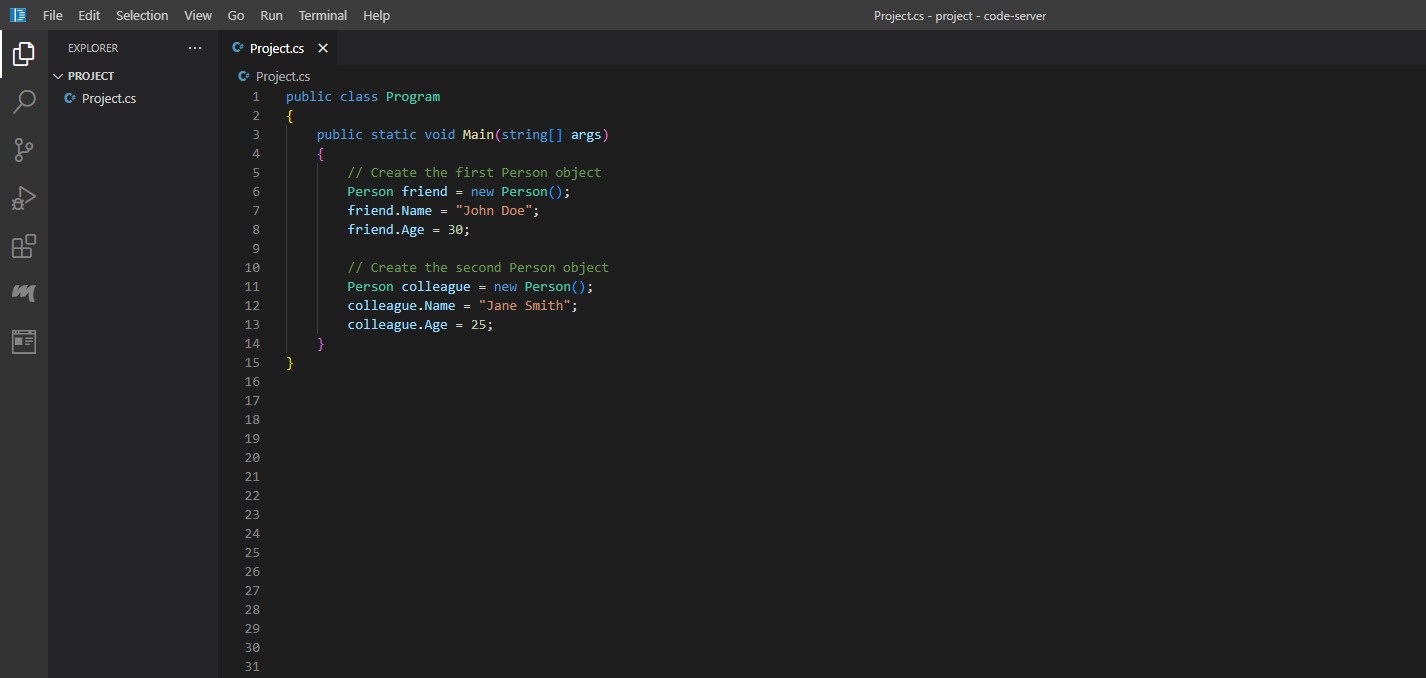 File Edit Selection View Go Run Terminal Help Project.cs - project - code-server
EXPLORER ···
PROJECT
C# Project.cs
C# Project.cs ×
C# Project.cs
1 public class Program
2 {
3     public static void Main(string[] args)
4     {
5         // Create the first Person object
6         Person friend = new Person();
7         friend.Name = "John Doe";
8         friend.Age = 30;
9
10         // Create the second Person object
11         Person colleague = new Person();
12         colleague.Name = "Jane Smith";
13         colleague.Age = 25;
14     }
15 }
16
17
18
19
20
21
22
23
24
25
26
27
28
29
30
31